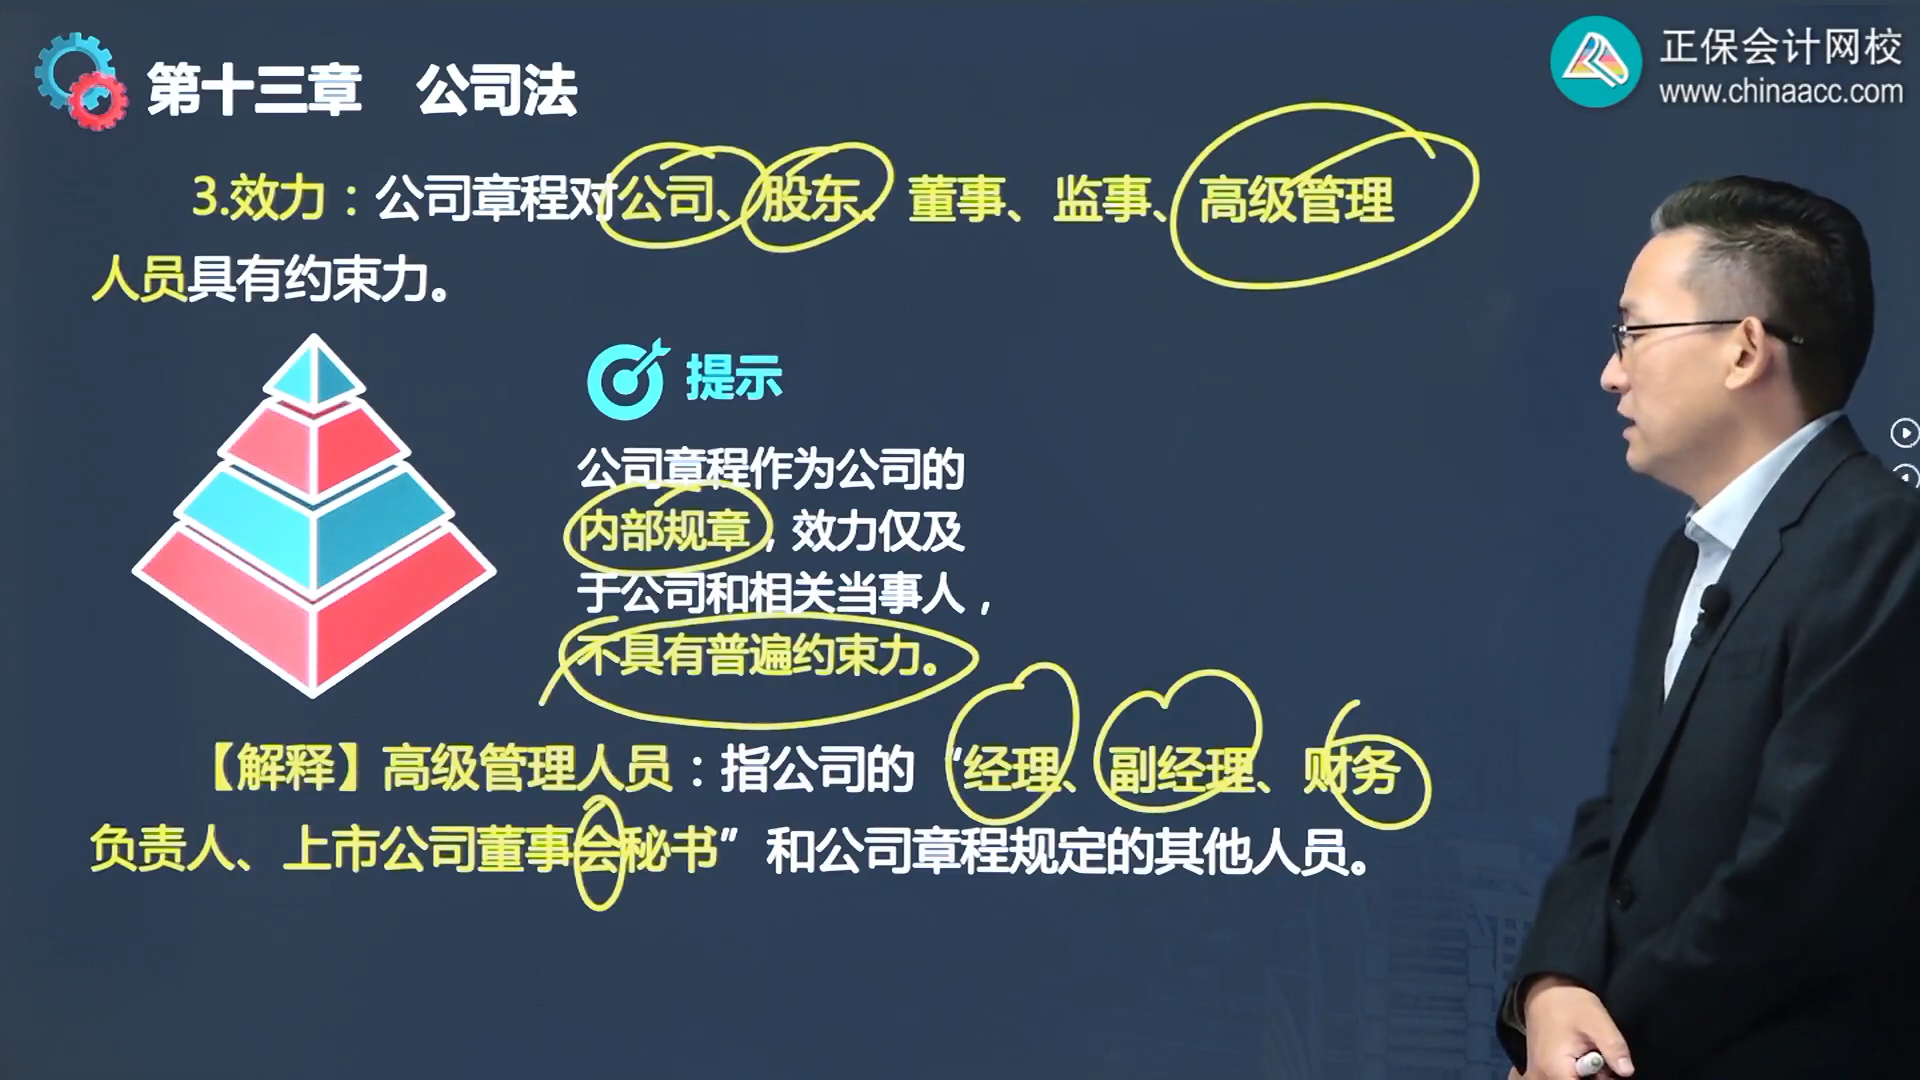 正保会计网校
www.chinaacc.com
第十三章 公司法
3.效力：公司章程对公司、股东、董事、监事、高级管理
人员具有约束力。
提示
公司章程作为公司的
内部规章，效力仅及
于公司和相关当事人，
不具有普遍约束力。
【解释】高级管理人员：指公司的“经理、副经理、财务
负责人、上市公司董事会秘书”和公司章程规定的其他人员。